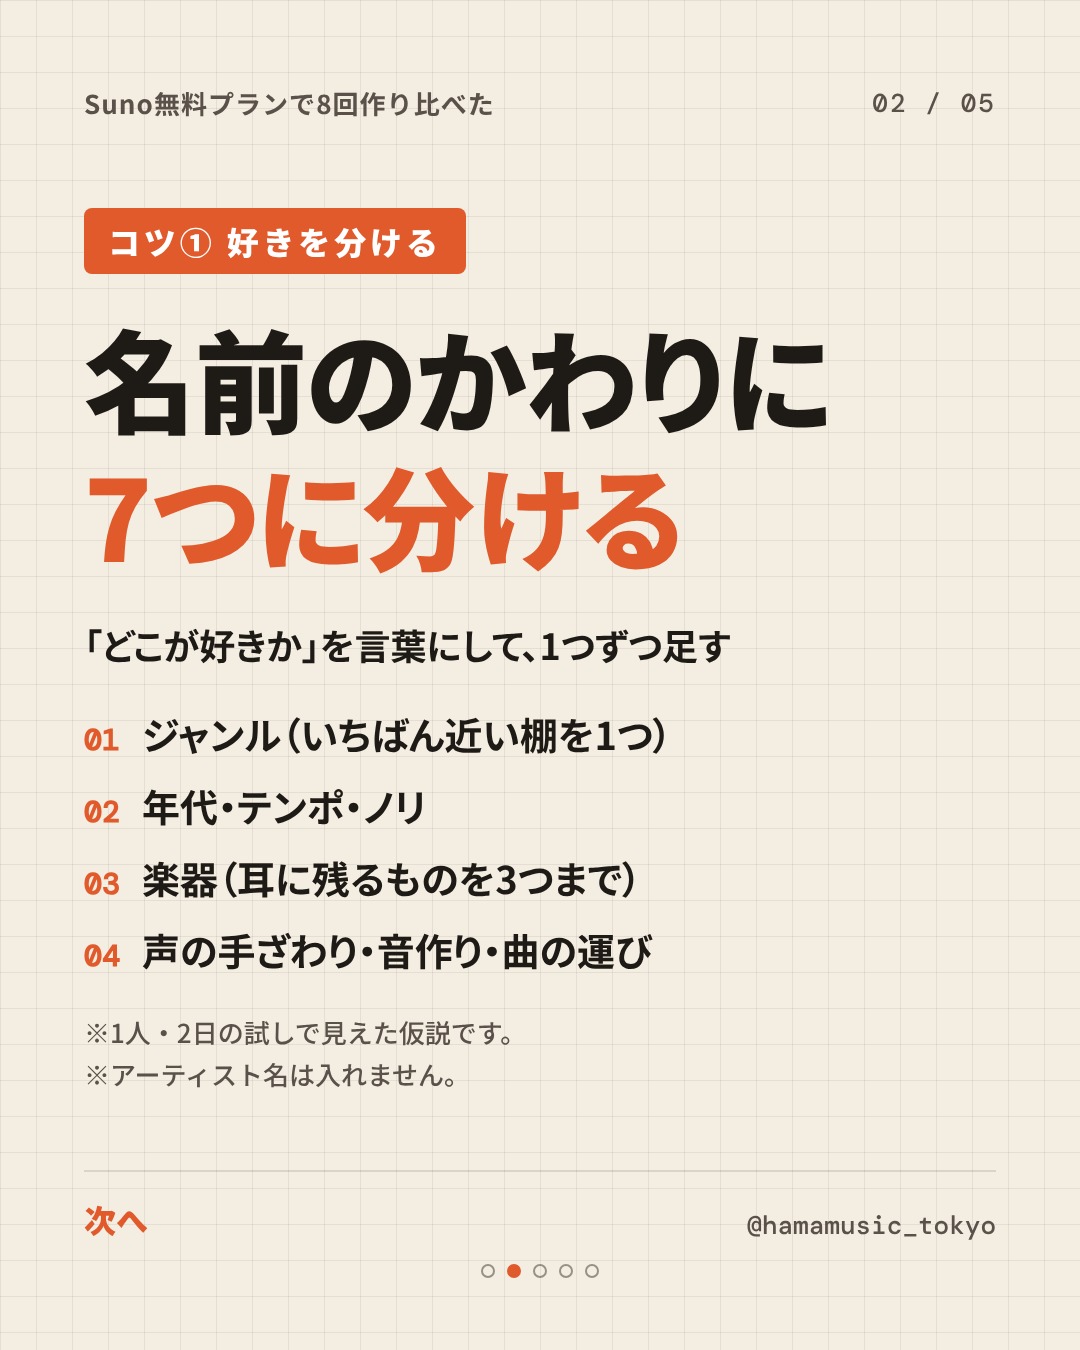 Suno無料プランで8回作り比べた
02 / 05
コツ① 好きを分ける
名前のかわりに
7つに分ける
「どこが好きか」を言葉にして、1つずつ足す
01 ジャンル（いちばん近い棚を1つ）
02 年代・テンポ・ノリ
03 楽器（耳に残るものを3つまで）
04 声の手ざわり・音作り・曲の運び
※1人・2日の試しで見えた仮説です。
※アーティスト名は入れません。
次へ
@hamamusic_tokyo